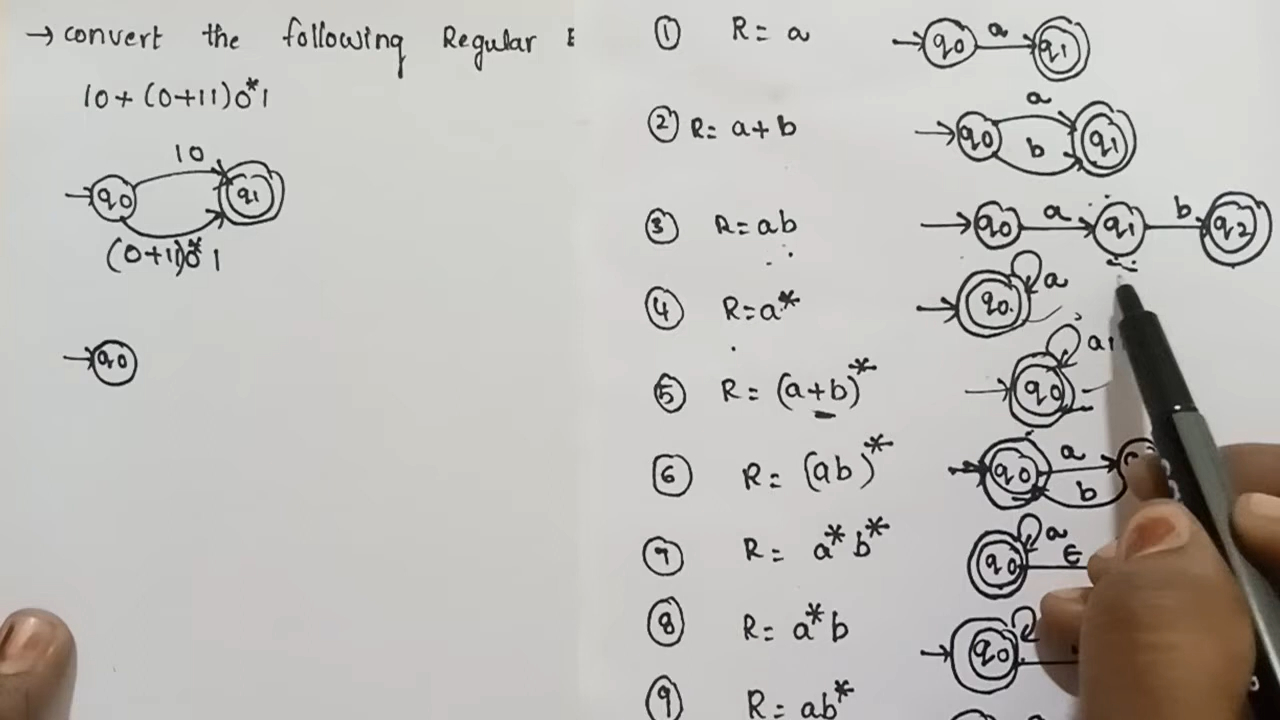 → convert the following Regular
10 + (0+11)0*1
10
q0 q1
(0+11)0*1
q0
① R = a q0 a q1
② R = a + b q0 a b q1
③ R = ab q0 a q1 b q2
④ R = a* q0 a
⑤ R = (a+b)* q0 a
⑥ R = (ab)* q0 a b
⑦ R = a* b* q0 a ε
⑧ R = a* b q0
⑨ R = ab*